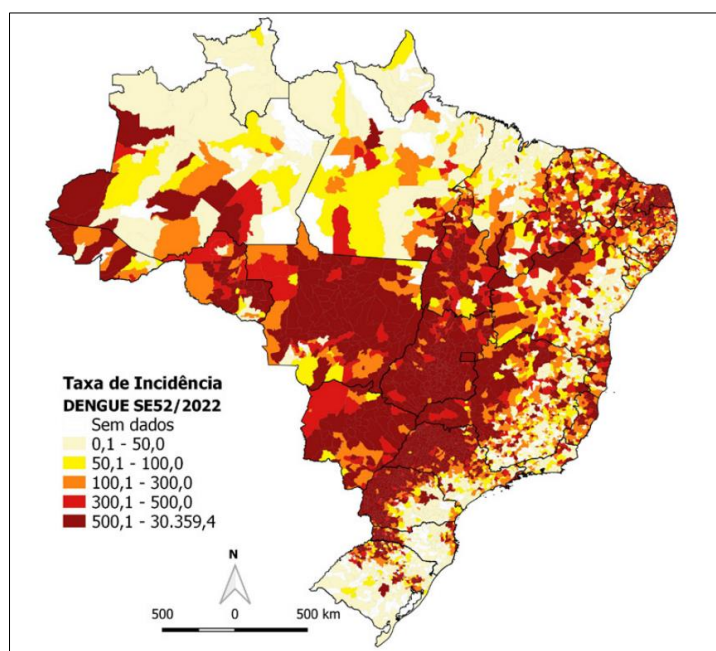 Taxa de Incidência
DENGUE SE52/2022
Sem dados
0,1 - 50,0
50,1 - 100,0
100,1 - 300,0
300,1 - 500,0
500,1 - 30.359,4
N
500 0 500 km